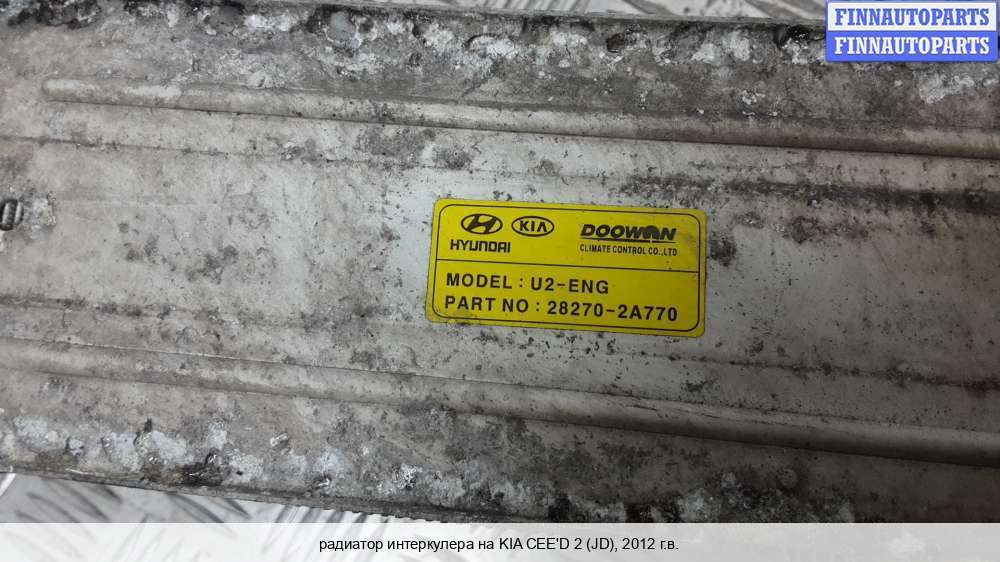 FINNAUTOPARTS
FINNAUTOPARTS
HYUNDAI
KIA
DOOWON
CLIMATE CONTROL CO.,LTD
MODEL : U2-ENG
PART NO : 28270-2A770
радиатор интеркулера на KIA CEE'D 2 (JD), 2012 г.в.